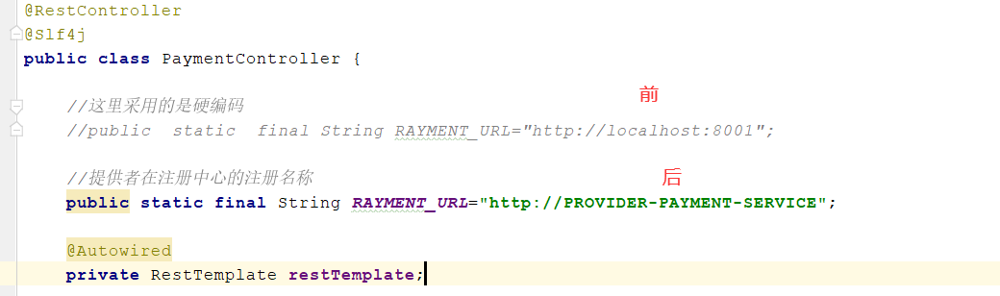 @RestController
@Slf4j
public class PaymentController {
//这里采用的是硬编码
前
//public  static  final String RAYMENT_URL="http://localhost:8001";
//提供者在注册中心的注册名称
后
public static final String RAYMENT_URL="http://PROVIDER-PAYMENT-SERVICE";
@Autowired
private RestTemplate restTemplate;